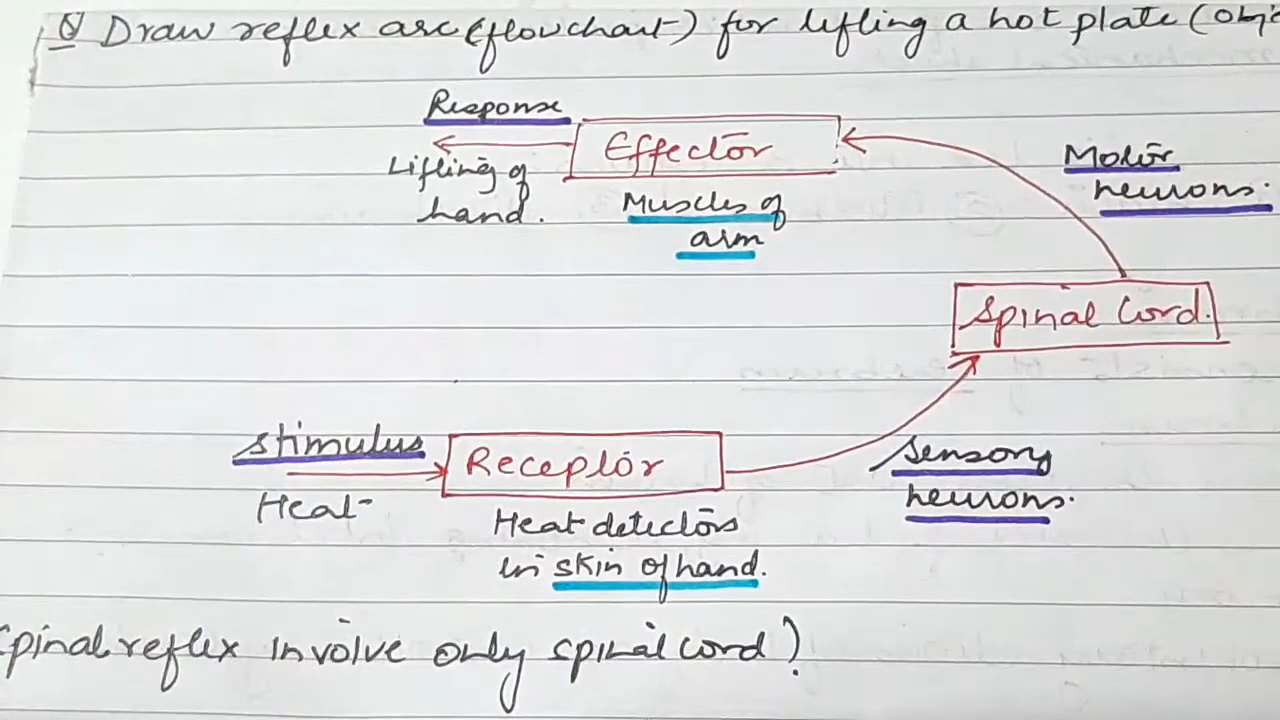 Q Draw reflex arc (flowchart) for lifting a hot plate (Obj
Response
Effector
Lifting of
hand.
Muscles of
arm
Motor
neurons.
Spinal Cord.
stimulus
Receptor
Heat
Sensory
neurons.
Heat detectors
in skin of hand.
Spinal reflex involve only spinal cord)